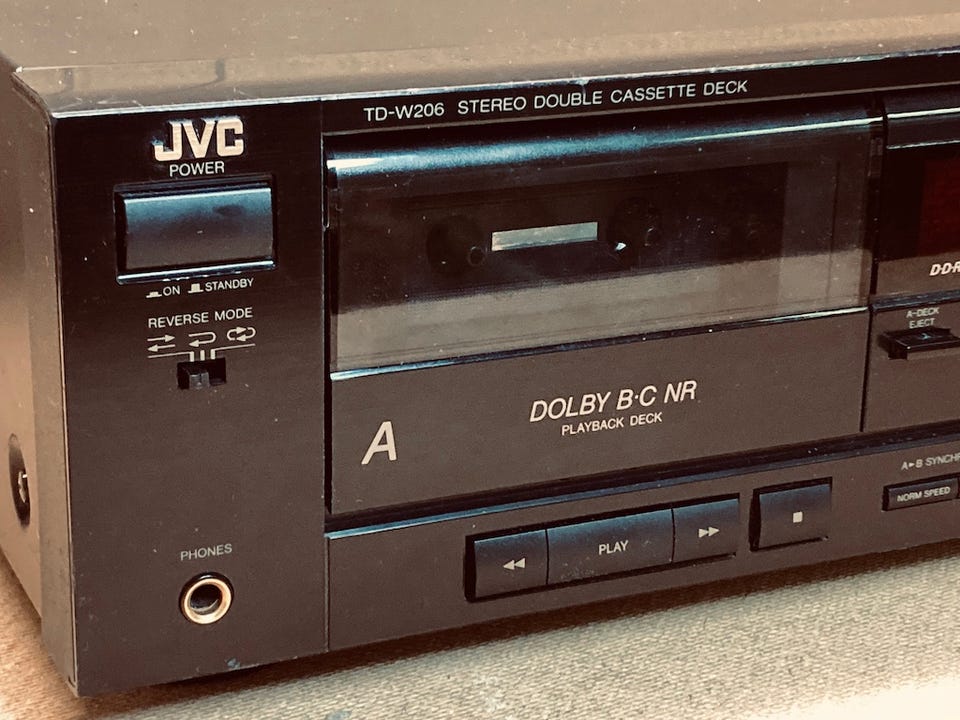 TD-W206 STEREO DOUBLE CASSETTE DECK
JVC
POWER
ON STANDBY
REVERSE MODE
D·D·R
A-DECK
EJECT
DOLBY B·C NR
PLAYBACK DECK
A
A►B SYNCHR
NORM SPEED
PHONES
◀◀ PLAY ▶▶ ■